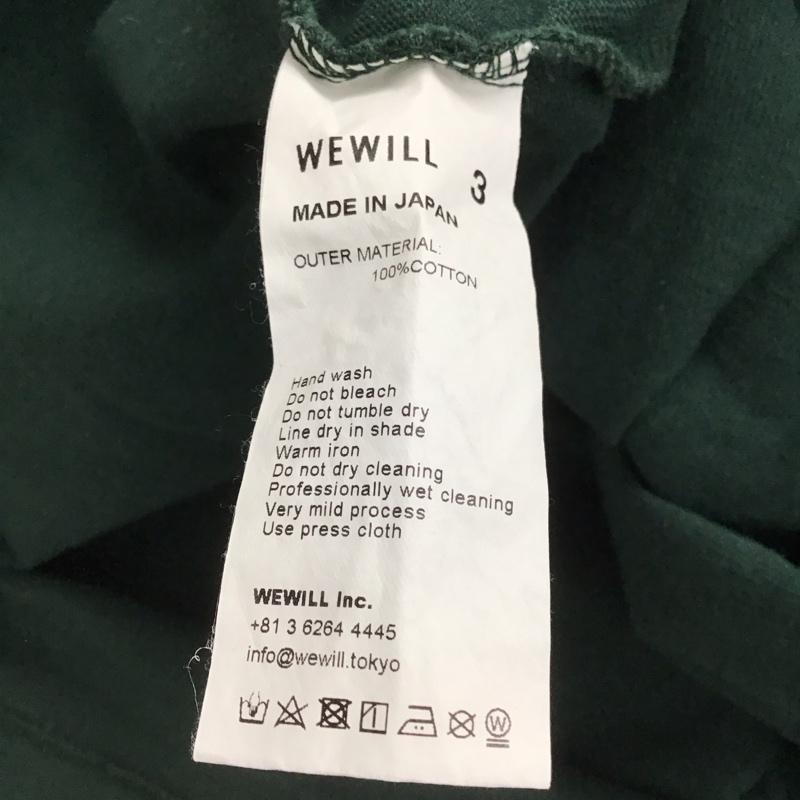 WEWILL
3
MADE IN JAPAN
OUTER MATERIAL:
100%COTTON
Hand wash
Do not bleach
Do not tumble dry
Line dry in shade
Warm iron
Do not dry cleaning
Professionally wet cleaning
Very mild process
Use press cloth
WEWILL Inc.
+81 3 6264 4445
info@wewill.tokyo
W